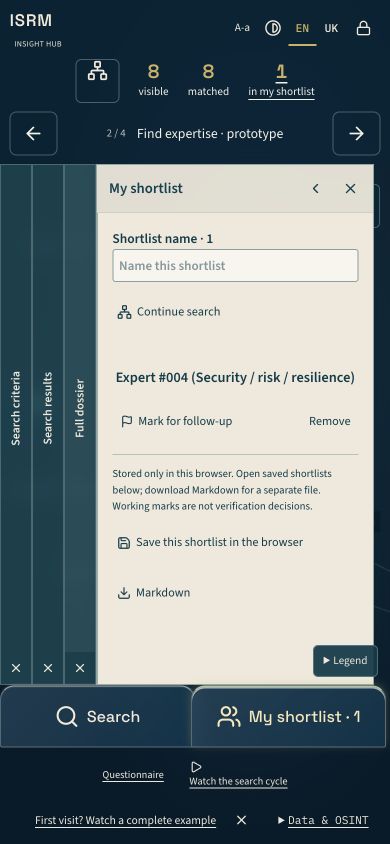 ISRM
INSIGHT HUB
A-a
EN
UK
8
visible
8
matched
1
in my shortlist
2 / 4
Find expertise · prototype
Search criteria
Search results
Full dossier
My shortlist
Shortlist name · 1
Name this shortlist
Continue search
Expert #004 (Security / risk / resilience)
Mark for follow-up
Remove
Stored only in this browser. Open saved shortlists
below; download Markdown for a separate file.
Working marks are not verification decisions.
Save this shortlist in the browser
Markdown
Legend
Search
My shortlist · 1
Questionnaire
Watch the search cycle
First visit? Watch a complete example
Data & OSINT